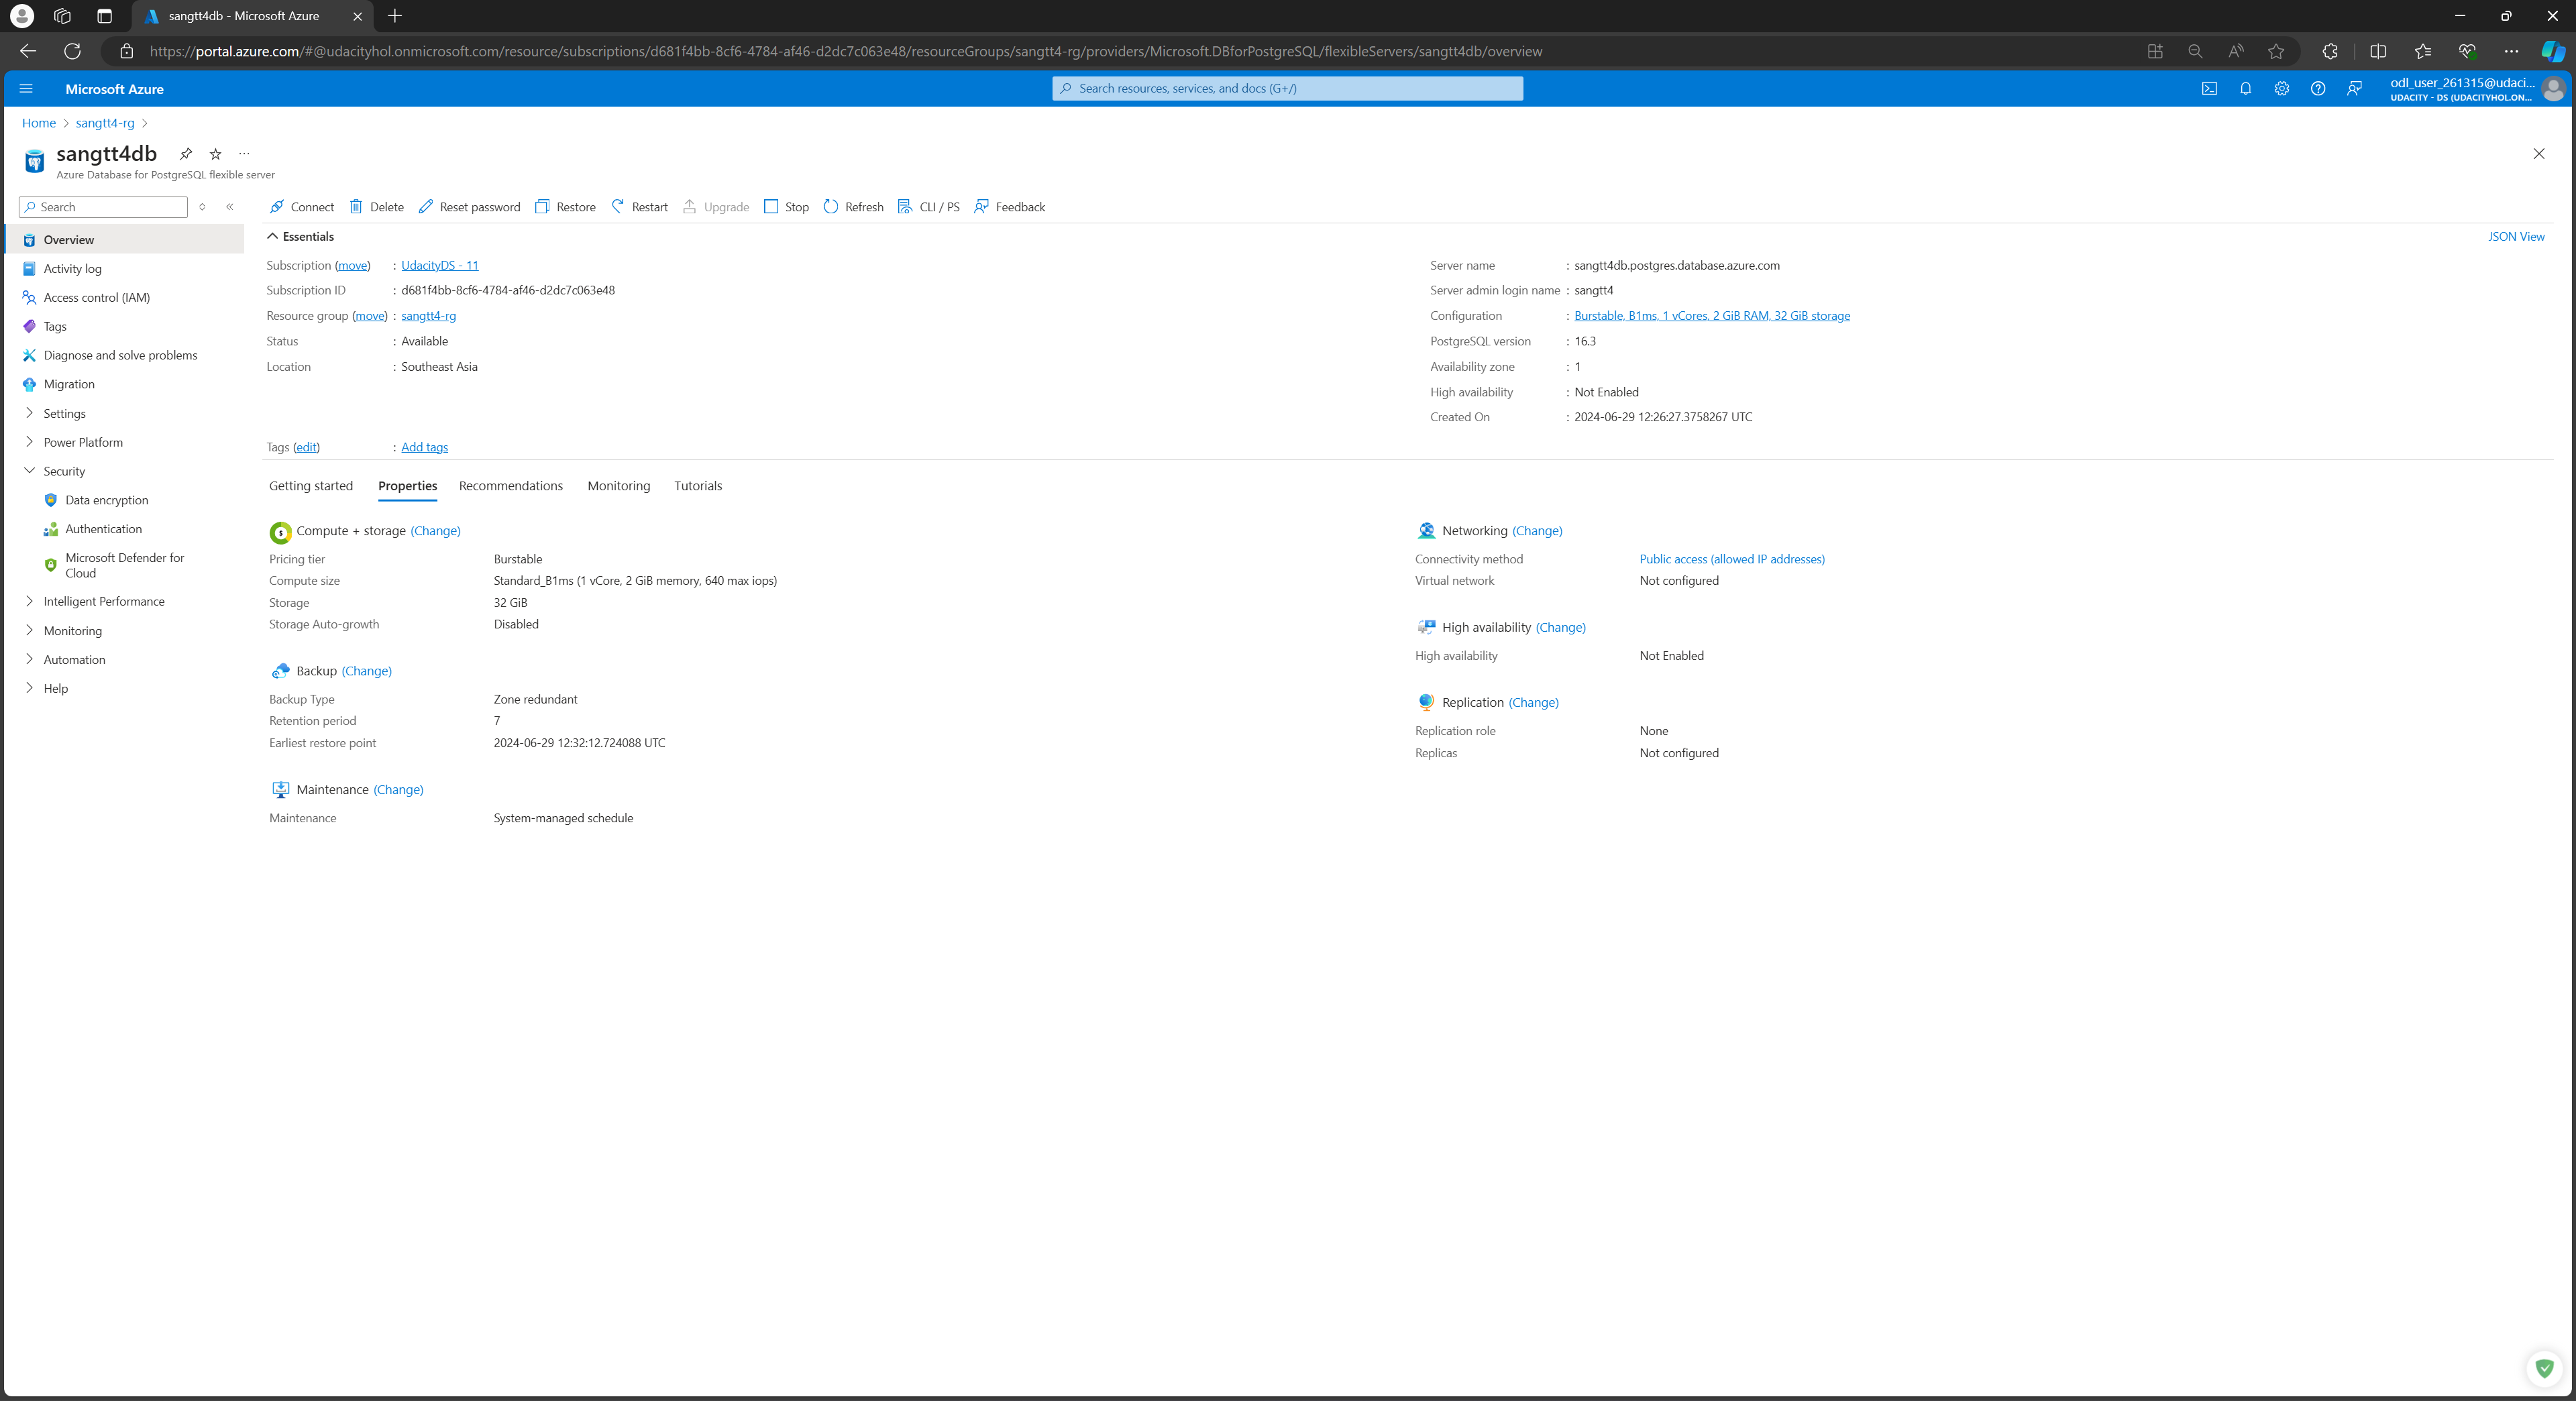 sangtt4db - Microsoft Azure
https://portal.azure.com/#@udacityhol.onmicrosoft.com/resource/subscriptions/d681f4bb-8cf6-4784-af46-d2dc7c063e48/resourceGroups/sangtt4-rg/providers/Microsoft.DBforPostgreSQL/flexibleServers/sangtt4db/overview
Microsoft Azure
Search resources, services, and docs (G+/)
odl_user_261315@udaci...
UDACITY - DS (UDACITYHOL.ON...
Home > sangtt4-rg >
sangtt4db
Azure Database for PostgreSQL flexible server
Search
Connect Delete Reset password Restore Restart Upgrade Stop Refresh CLI / PS Feedback
Overview
Activity log
Access control (IAM)
Tags
Diagnose and solve problems
Migration
Settings
Power Platform
Security
Data encryption
Authentication
Microsoft Defender for
Cloud
Intelligent Performance
Monitoring
Automation
Help
Essentials
JSON View
Subscription (move) : UdacityDS - 11
Subscription ID : d681f4bb-8cf6-4784-af46-d2dc7c063e48
Resource group (move) : sangtt4-rg
Status : Available
Location : Southeast Asia
Server name : sangtt4db.postgres.database.azure.com
Server admin login name : sangtt4
Configuration : Burstable, B1ms, 1 vCores, 2 GiB RAM, 32 GiB storage
PostgreSQL version : 16.3
Availability zone : 1
High availability : Not Enabled
Created On : 2024-06-29 12:26:27.3758267 UTC
Tags (edit) : Add tags
Getting started Properties Recommendations Monitoring Tutorials
Compute + storage (Change)
Pricing tier Burstable
Compute size Standard_B1ms (1 vCore, 2 GiB memory, 640 max iops)
Storage 32 GiB
Storage Auto-growth Disabled
Backup (Change)
Backup Type Zone redundant
Retention period 7
Earliest restore point 2024-06-29 12:32:12.724088 UTC
Maintenance (Change)
Maintenance System-managed schedule
Networking (Change)
Connectivity method Public access (allowed IP addresses)
Virtual network Not configured
High availability (Change)
High availability Not Enabled
Replication (Change)
Replication role None
Replicas Not configured